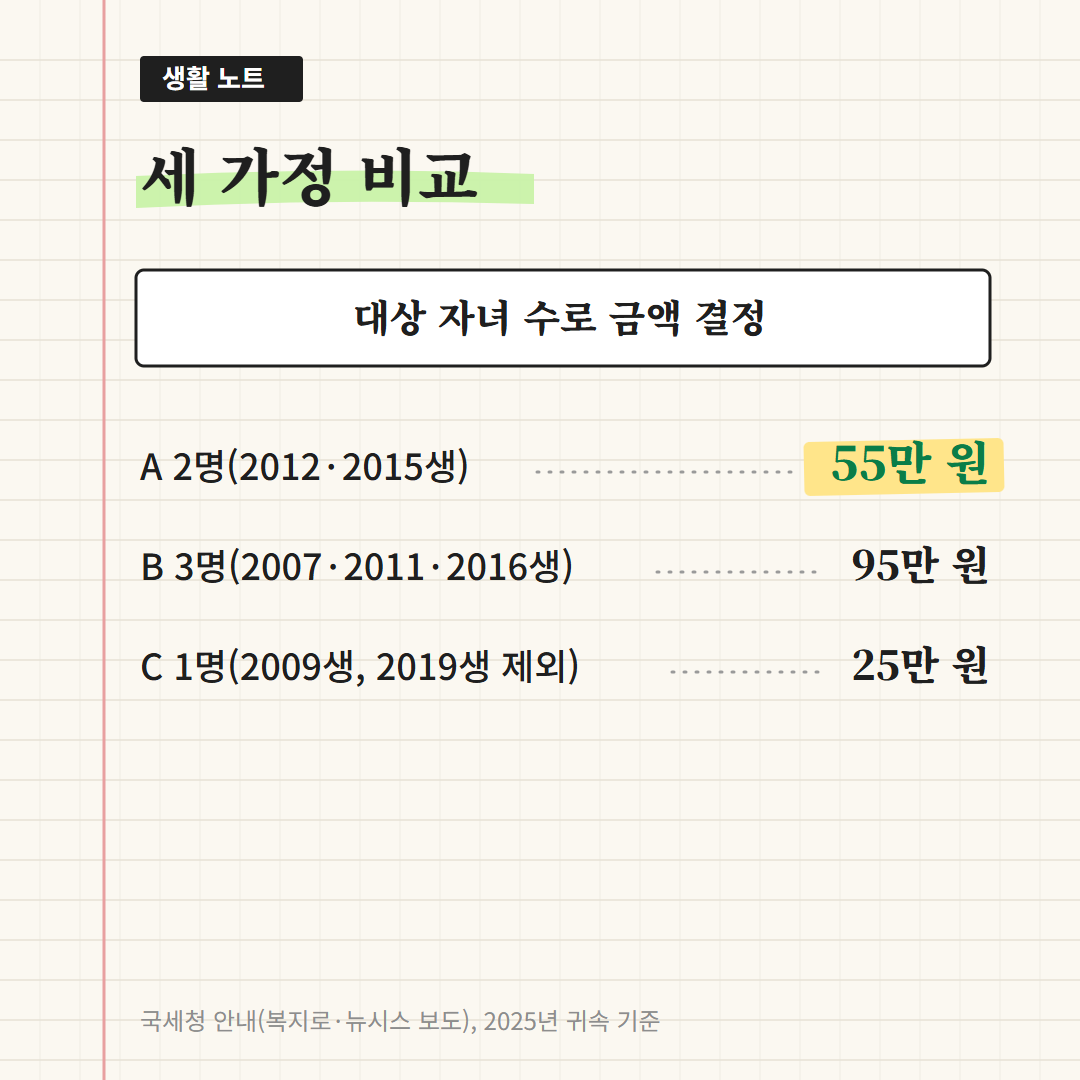 생활 노트
세 가정 비교
대상 자녀 수로 금액 결정
A 2명(2012·2015생) 55만 원
B 3명(2007·2011·2016생) 95만 원
C 1명(2009생, 2019생 제외) 25만 원
국세청 안내(복지로·뉴시스 보도), 2025년 귀속 기준